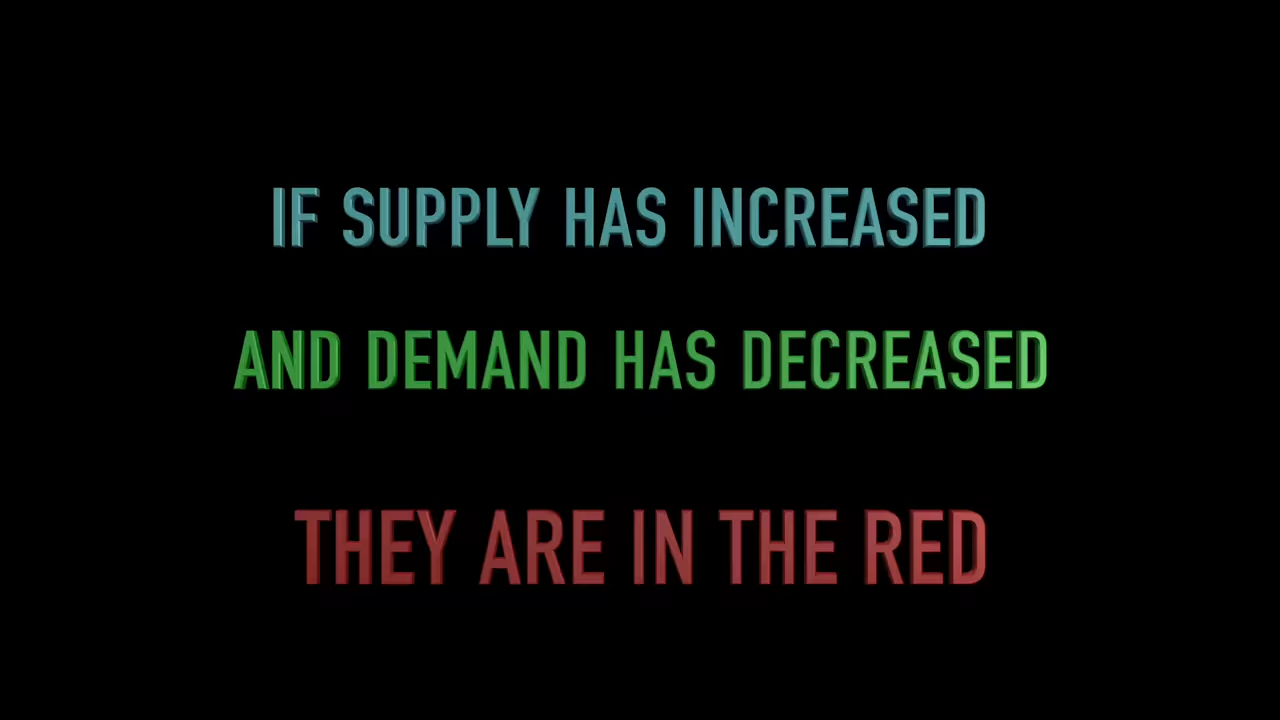 IF SUPPLY HAS INCREASED
AND DEMAND HAS DECREASED
THEY ARE IN THE RED